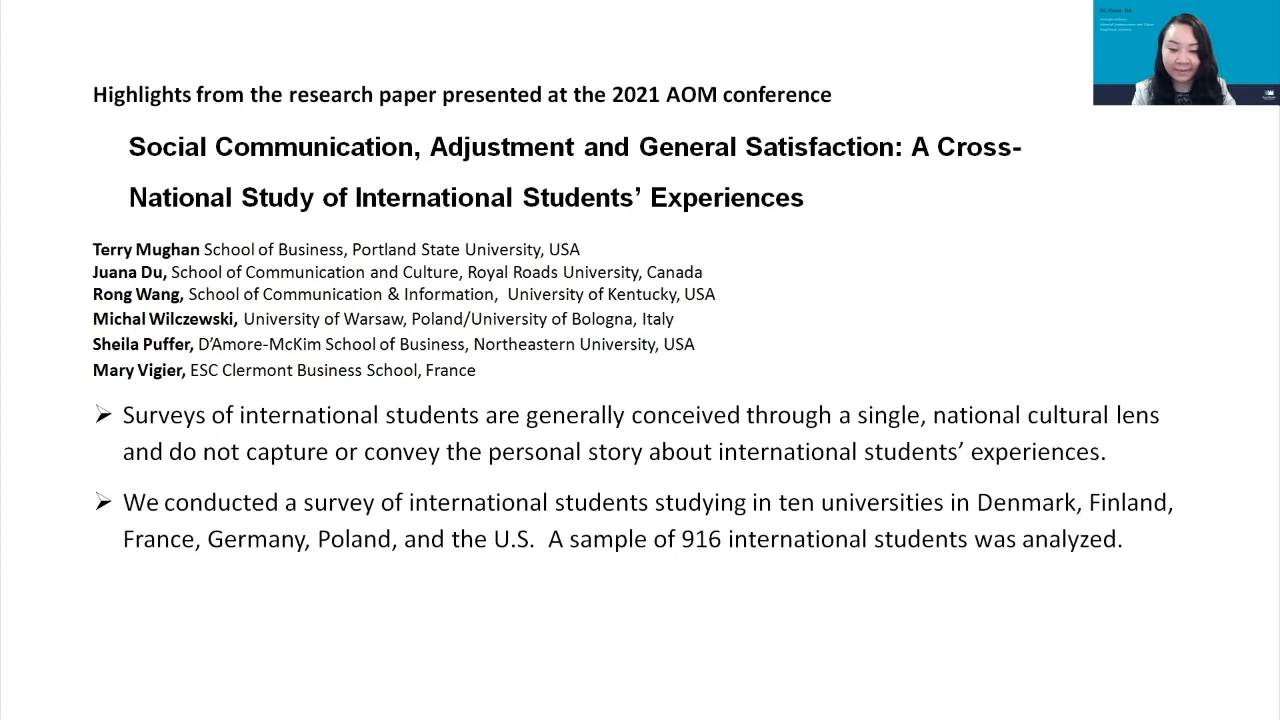 Highlights from the research paper presented at the 2021 AOM conference
Social Communication, Adjustment and General Satisfaction: A Cross-
National Study of International Students’ Experiences
Terry Mughan School of Business, Portland State University, USA
Juana Du, School of Communication and Culture, Royal Roads University, Canada
Rong Wang, School of Communication & Information, University of Kentucky, USA
Michal Wilczewski, University of Warsaw, Poland/University of Bologna, Italy
Sheila Puffer, D’Amore-McKim School of Business, Northeastern University, USA
Mary Vigier, ESC Clermont Business School, France
➢ Surveys of international students are generally conceived through a single, national cultural lens
and do not capture or convey the personal story about international students’ experiences.
➢ We conducted a survey of international students studying in ten universities in Denmark, Finland,
France, Germany, Poland, and the U.S. A sample of 916 international students was analyzed.